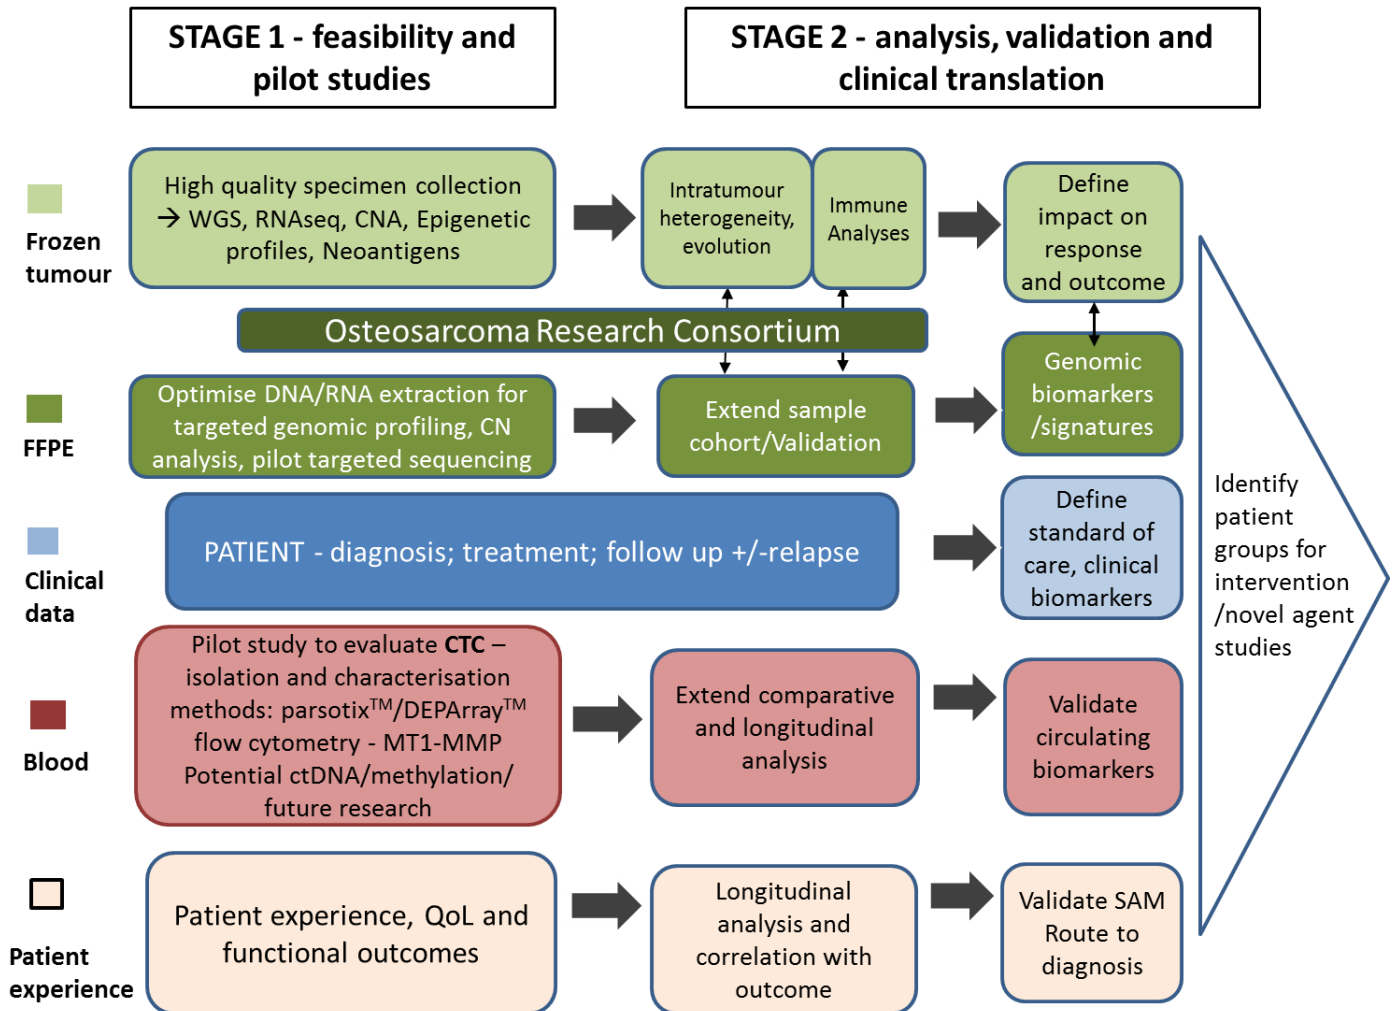 STAGE 1 - feasibility and
pilot studies
STAGE 2 - analysis, validation and
clinical translation
Frozen
tumour
High quality specimen collection
→ WGS, RNAseq, CNA, Epigenetic
profiles, Neoantigens
Intratumour
heterogeneity,
evolution
Immune
Analyses
Define
impact on
response
and outcome
Osteosarcoma Research Consortium
FFPE
Optimise DNA/RNA extraction for
targeted genomic profiling, CN
analysis, pilot targeted sequencing
Extend sample
cohort/Validation
Genomic
biomarkers
/signatures
Clinical
data
PATIENT - diagnosis; treatment; follow up +/-relapse
Define
standard of
care, clinical
biomarkers
Blood
Pilot study to evaluate CTC –
isolation and characterisation
methods: parsotix™/DEPArray™
flow cytometry - MT1-MMP
Potential ctDNA/methylation/
future research
Extend comparative
and longitudinal
analysis
Validate
circulating
biomarkers
Patient
experience
Patient experience, QoL and
functional outcomes
Longitudinal
analysis and
correlation with
outcome
Validate SAM
Route to
diagnosis
Identify
patient
groups for
intervention
/novel agent
studies